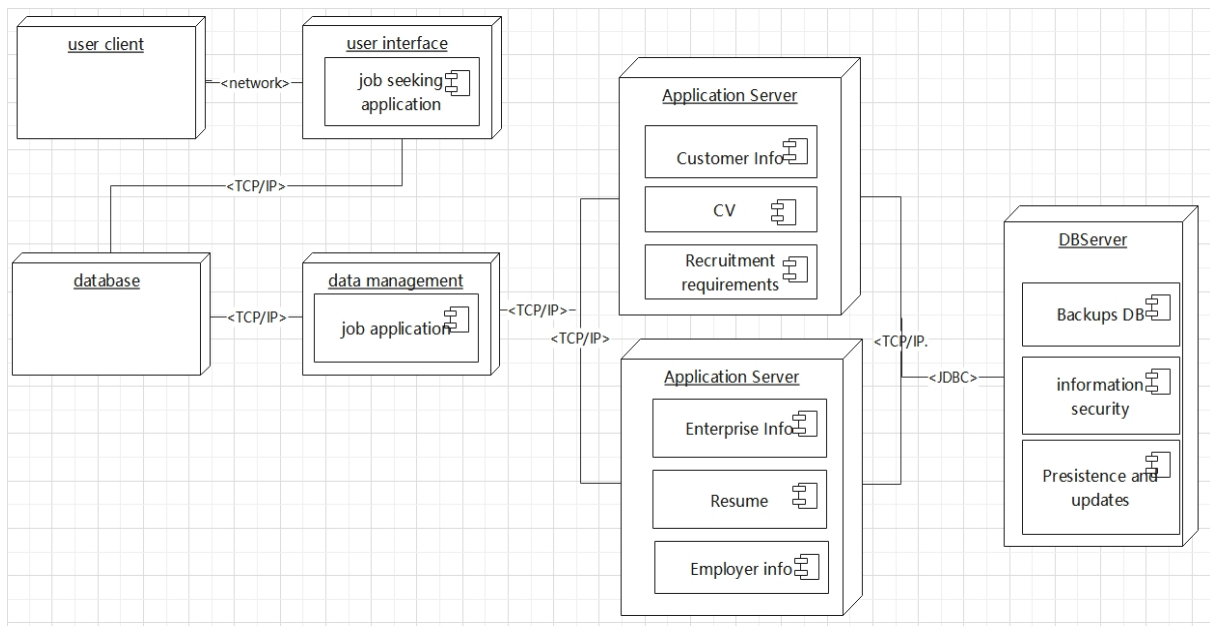 user client
<network>
user interface
job seeking
application
<TCP/IP>
database
<TCP/IP>
data management
job application
<TCP/IP>
<TCP/IP>
Application Server
Customer Info
CV
Recruitment
requirements
Application Server
Enterprise Info
Resume
Employer info
<TCP/IP.
<JDBC>
DBServer
Backups DB
information
security
Presistence and
updates